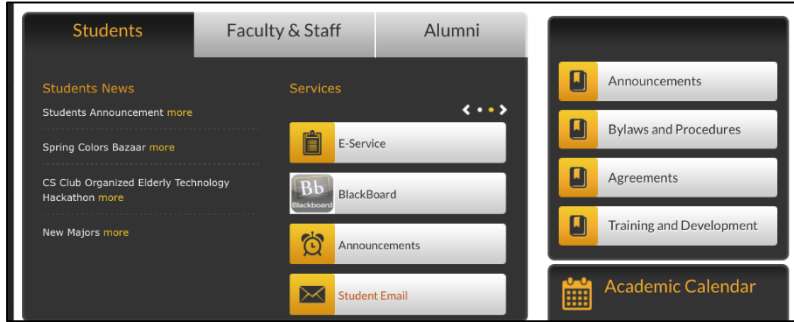 Students
Faculty & Staff
Alumni
Students News
Students Announcement more
Spring Colors Bazaar more
CS Club Organized Elderly Technology
Hackathon more
New Majors more
Services
E-Service
Bb
Blackboard
BlackBoard
Announcements
Student Email
Announcements
Bylaws and Procedures
Agreements
Training and Development
Academic Calendar